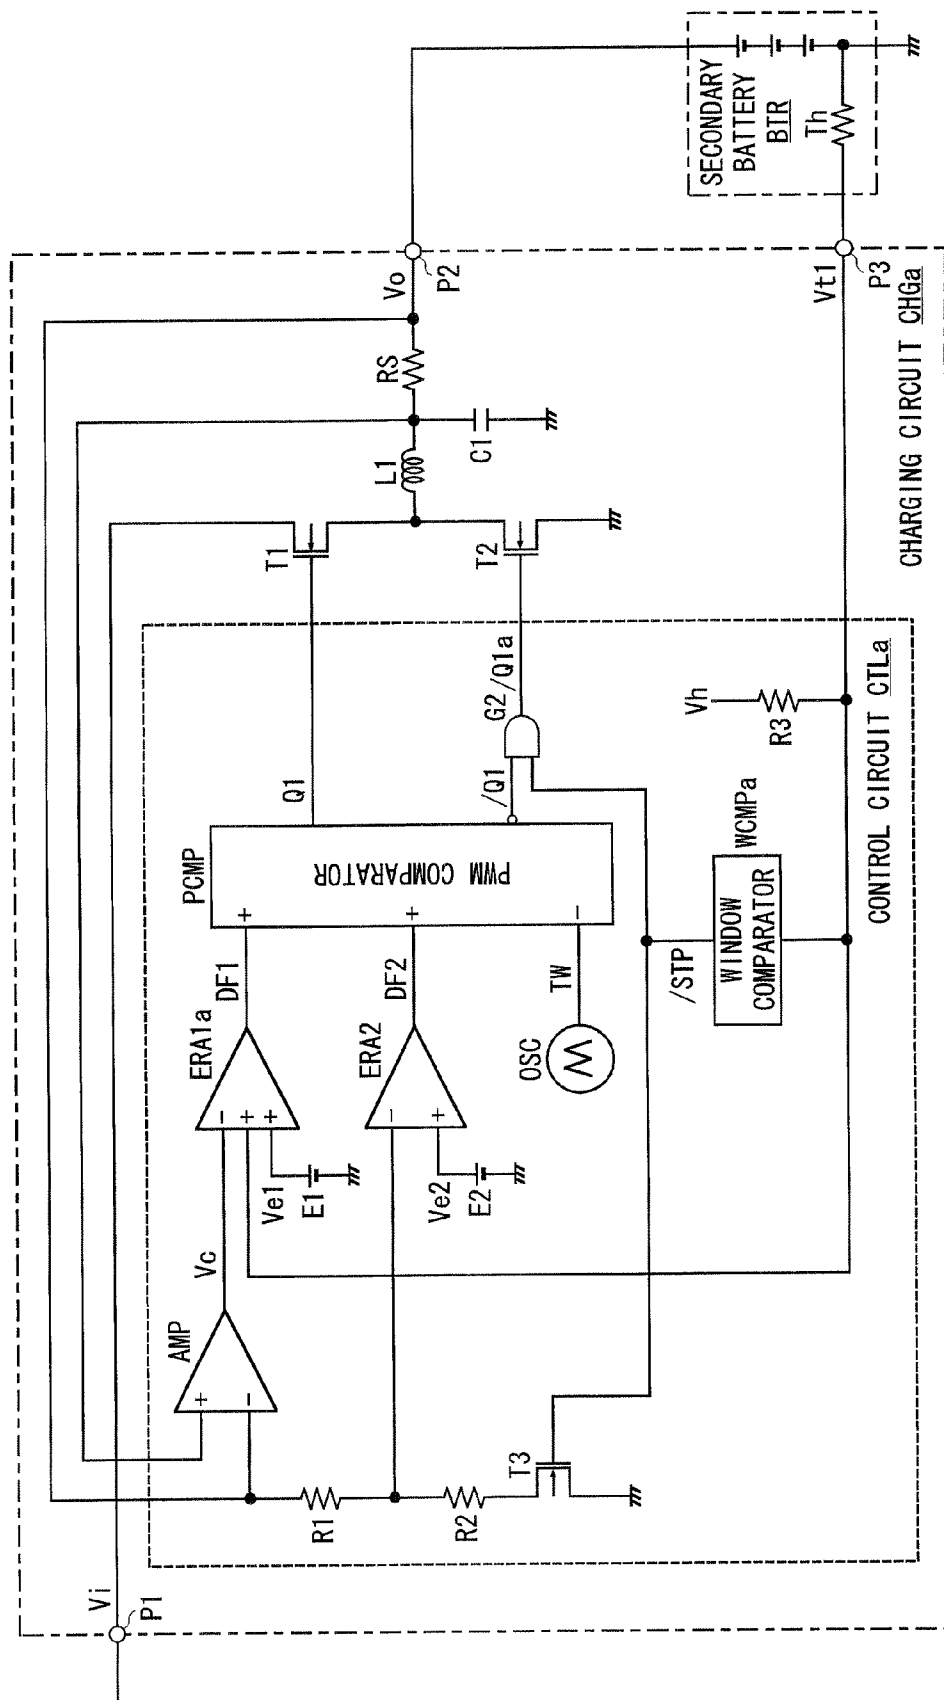 Vi
P1
AMP
+
−
R1
R2
T3
Vc
Ve1
E1
Ve2
E2
ERA1a
−
+
+
ERA2
−
+
DF1
DF2
OSC
TW
PCMP
+
+
−
PWM COMPARATOR
Q1
/Q1
G2
/Q1a
/STP
WINDOW
COMPARATOR
WCMPa
Vh
R3
CONTROL CIRCUIT CTLa
T1
T2
L1
C1
RS
Vo
P2
Vt1
P3
CHARGING CIRCUIT CHGa
SECONDARY
BATTERY
BTR
Th